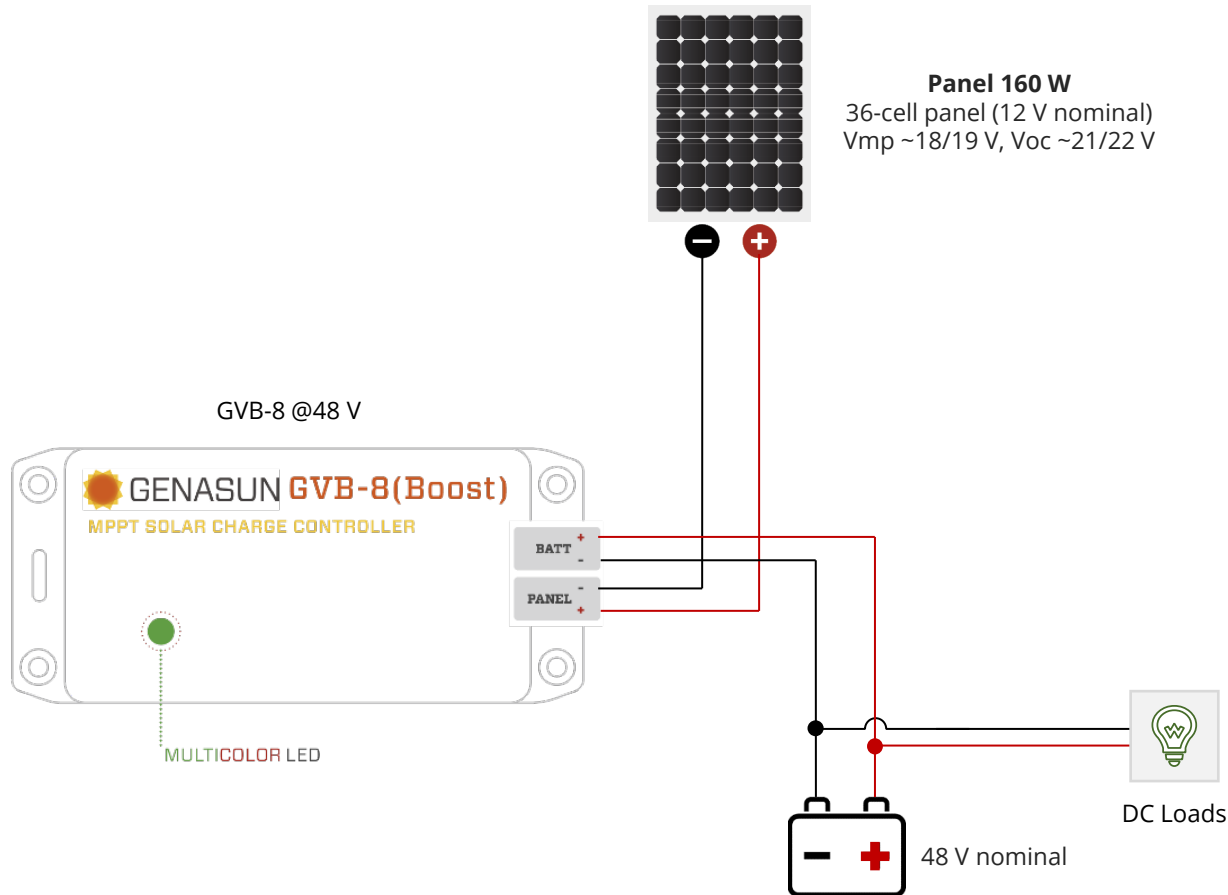 Panel 160 W
36-cell panel (12 V nominal)
Vmp ~18/19 V, Voc ~21/22 V
GVB-8 @48 V
GENASUN GVB-8(Boost)
MPPT SOLAR CHARGE CONTROLLER
BATT + -
PANEL - +
MULTICOLOR LED
DC Loads
48 V nominal